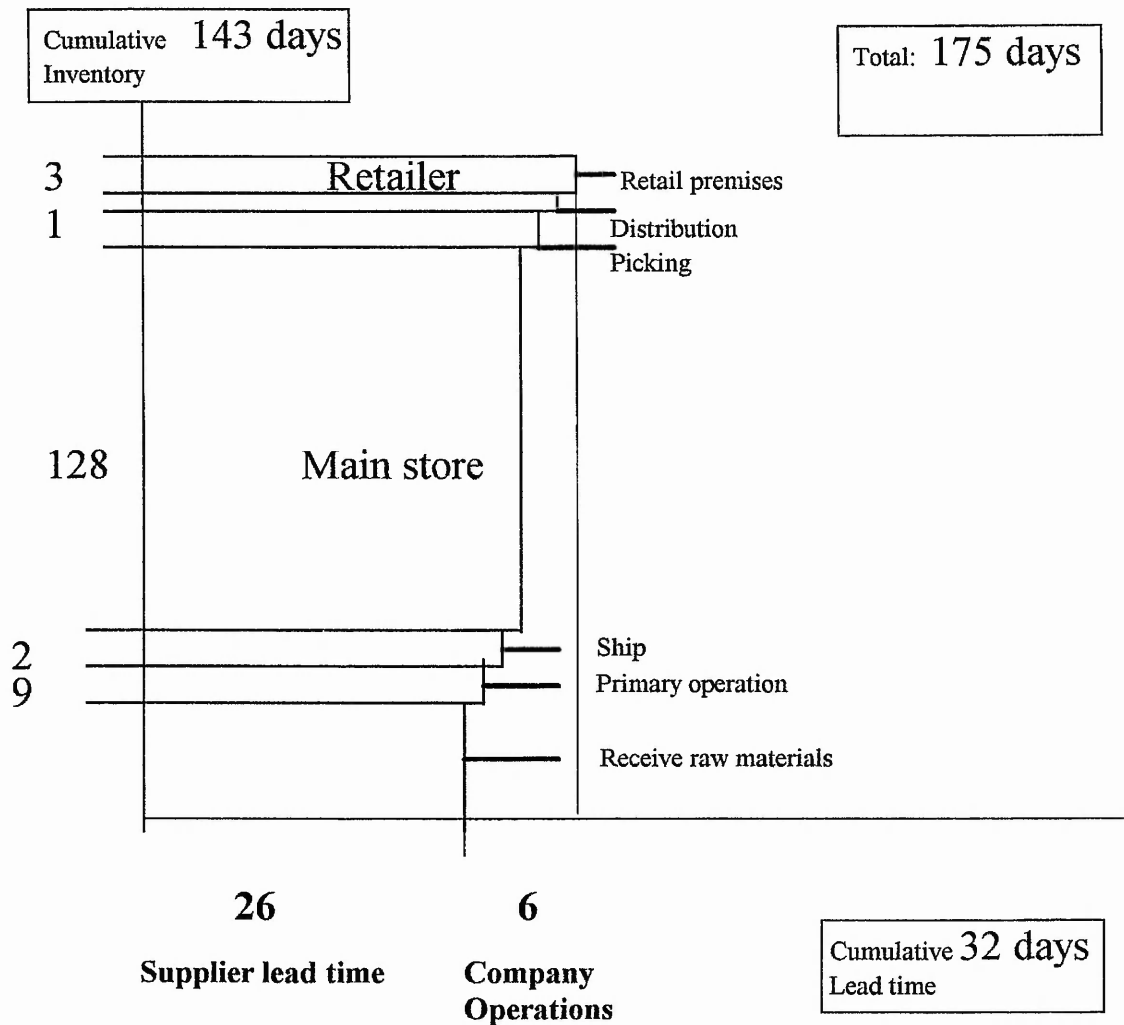 Cumulative 143 days
Inventory
Total: 175 days
3
Retailer
Retail premises
1
Distribution
Picking
128
Main store
2
Ship
9
Primary operation
Receive raw materials
26
6
Supplier lead time
Company
Operations
Cumulative 32 days
Lead time